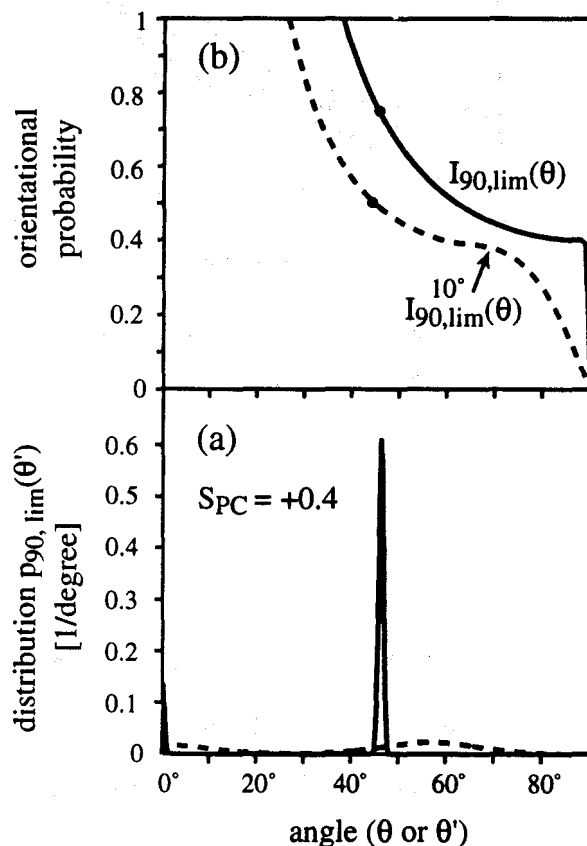 (b)
1
0.8
0.6
0.4
0.2
0
orientational
probability
I90,lim(θ)
10°
I90,lim(θ)
(a)
SPC = +0.4
0.6
0.5
0.4
0.3
0.2
0.1
0
distribution p90, lim(θ')
[1/degree]
0° 20° 40° 60° 80°
angle (θ or θ')